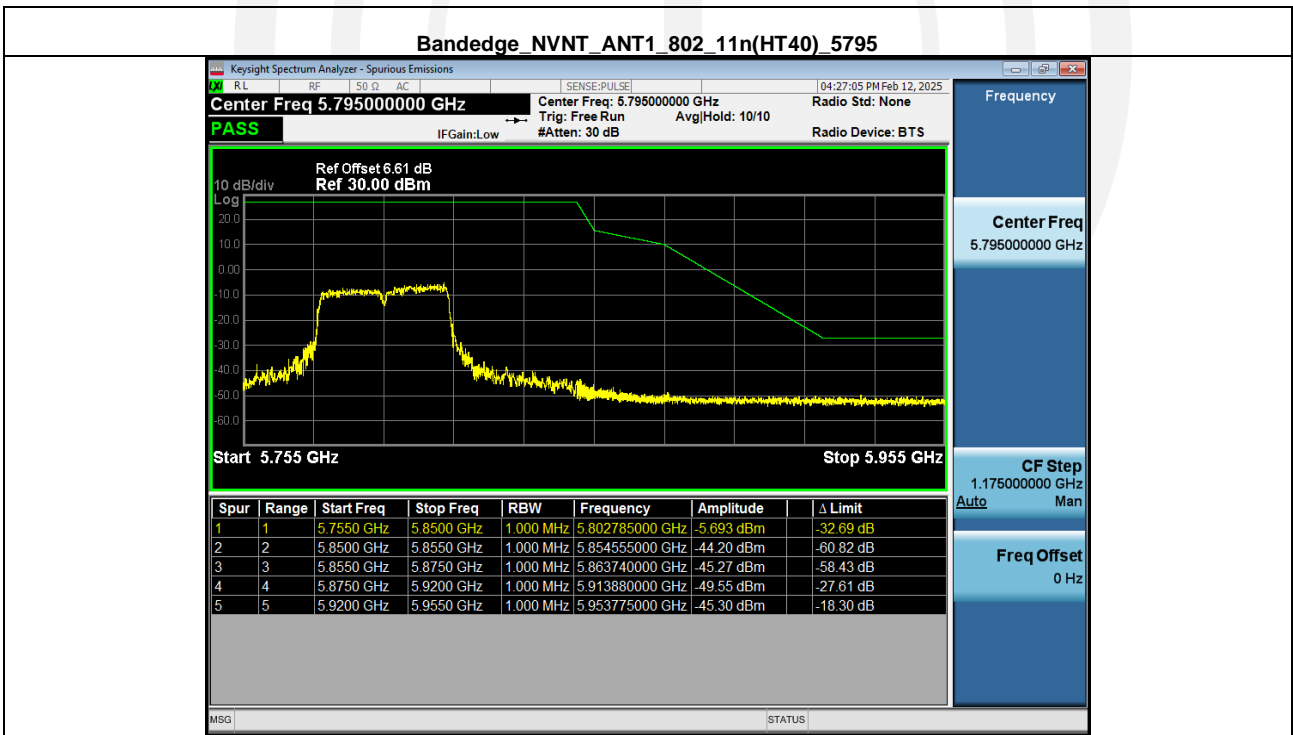 Bandedge_NVNT_ANT1_802_11n(HT40)_5795
Keysight Spectrum Analyzer - Spurious Emissions
LXI RL RF 50 Ω AC SENSE:PULSE 04:27:05 PM Feb 12, 2025
Center Freq 5.795000000 GHz Center Freq: 5.795000000 GHz Radio Std: None
Trig: Free Run Avg|Hold: 10/10
PASS IFGain:Low #Atten: 30 dB Radio Device: BTS
Ref Offset 6.61 dB
10 dB/div Ref 30.00 dBm
Log
20.0
10.0
0.00
-10.0
-20.0
-30.0
-40.0
-50.0
-60.0
Start 5.755 GHz Stop 5.955 GHz
Spur Range Start Freq Stop Freq RBW Frequency Amplitude Δ Limit
1 1 5.7550 GHz 5.8500 GHz 1.000 MHz 5.802785000 GHz -5.693 dBm -32.69 dB
2 2 5.8500 GHz 5.8550 GHz 1.000 MHz 5.854555000 GHz -44.20 dBm -60.82 dB
3 3 5.8550 GHz 5.8750 GHz 1.000 MHz 5.863740000 GHz -45.27 dBm -58.43 dB
4 4 5.8750 GHz 5.9200 GHz 1.000 MHz 5.913880000 GHz -49.55 dBm -27.61 dB
5 5 5.9200 GHz 5.9550 GHz 1.000 MHz 5.953775000 GHz -45.30 dBm -18.30 dB
MSG STATUS
Frequency
Center Freq
5.795000000 GHz
CF Step
1.175000000 GHz
Auto Man
Freq Offset
0 Hz